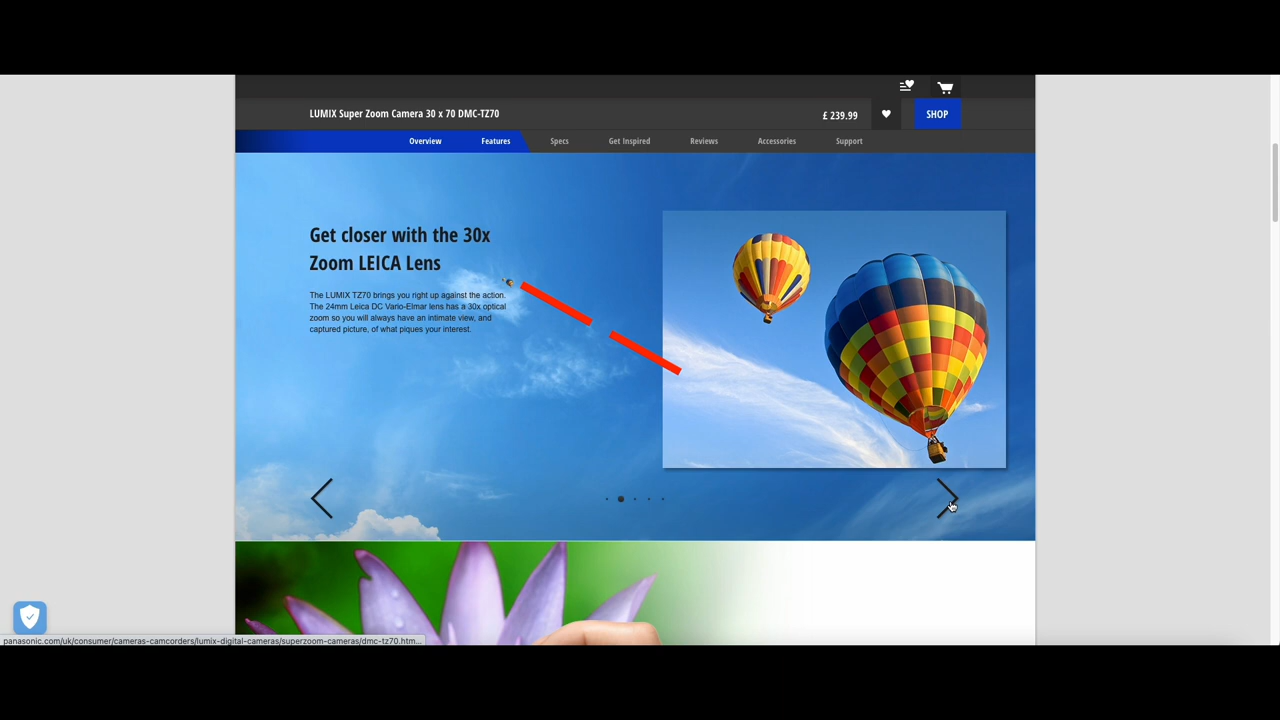 LUMIX Super Zoom Camera 30 x 70 DMC-TZ70
£ 239.99
SHOP
Overview
Features
Specs
Get Inspired
Reviews
Accessories
Support
Get closer with the 30x
Zoom LEICA Lens
The LUMIX TZ70 brings you right up against the action.
The 24mm Leica DC Vario-Elmar lens has a 30x optical
zoom so you will always have an intimate view, and
captured picture, of what piques your interest.
panasonic.com/uk/consumer/cameras-camcorders/lumix-digital-cameras/superzoom-cameras/dmc-tz70.htm...